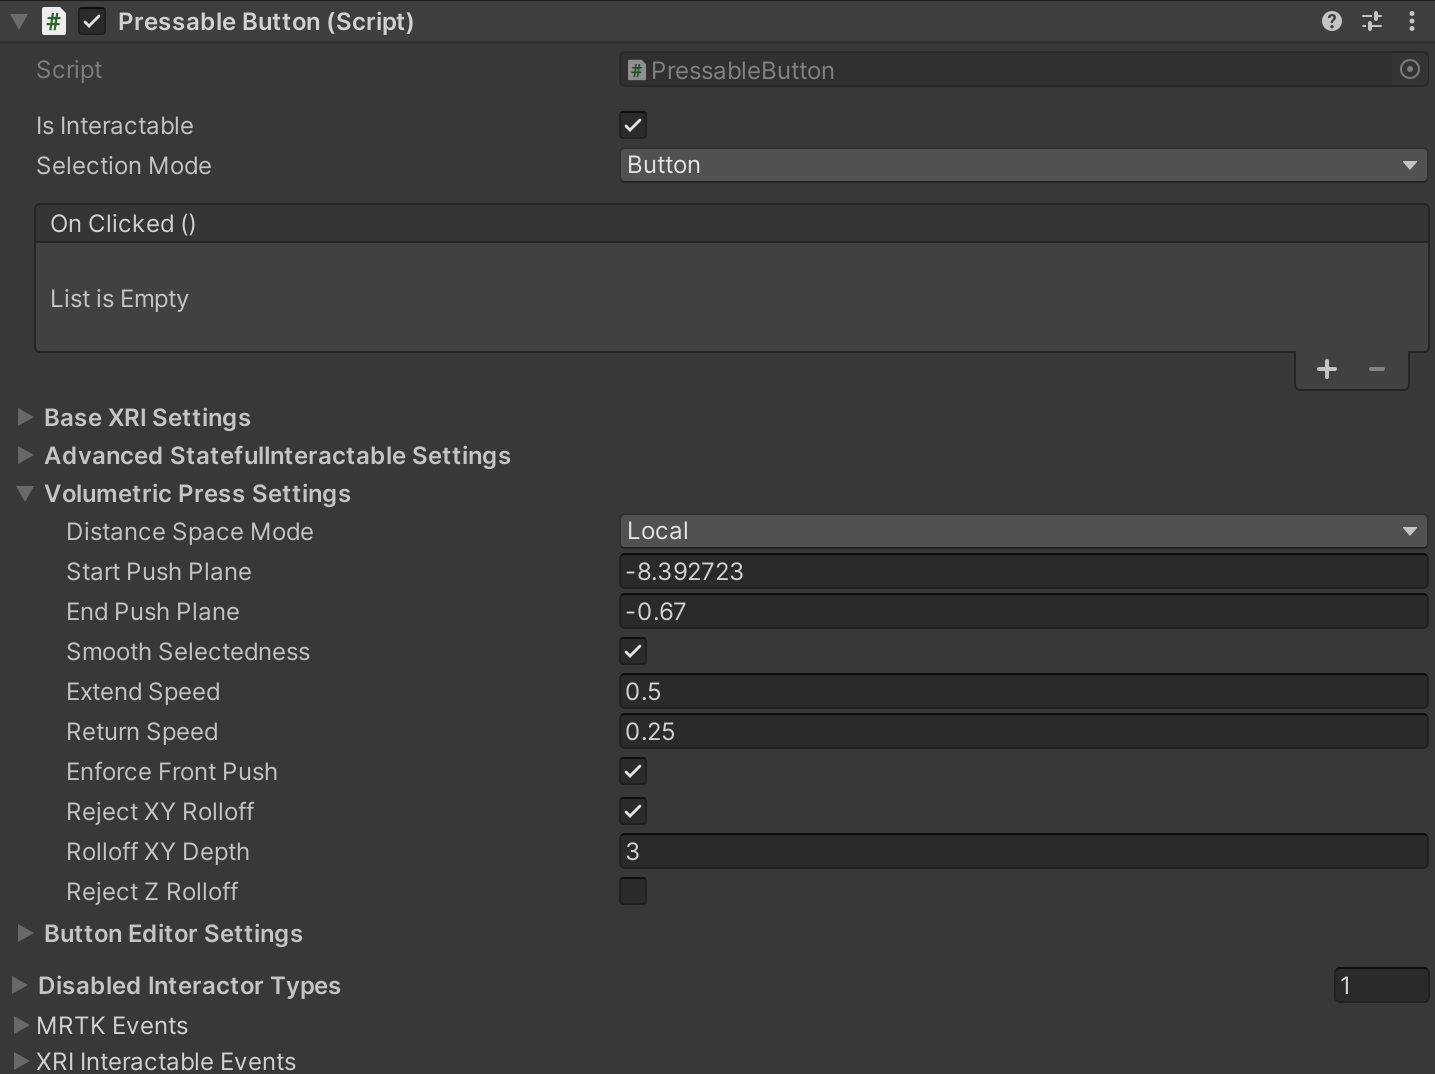 # Pressable Button (Script)
Script # PressableButton
Is Interactable
Selection Mode Button
On Clicked ()
List is Empty
+ −
Base XRI Settings
Advanced StatefulInteractable Settings
Volumetric Press Settings
Distance Space Mode Local
Start Push Plane -8.392723
End Push Plane -0.67
Smooth Selectedness
Extend Speed 0.5
Return Speed 0.25
Enforce Front Push
Reject XY Rolloff
Rolloff XY Depth 3
Reject Z Rolloff
Button Editor Settings
Disabled Interactor Types 1
MRTK Events
XRI Interactable Events